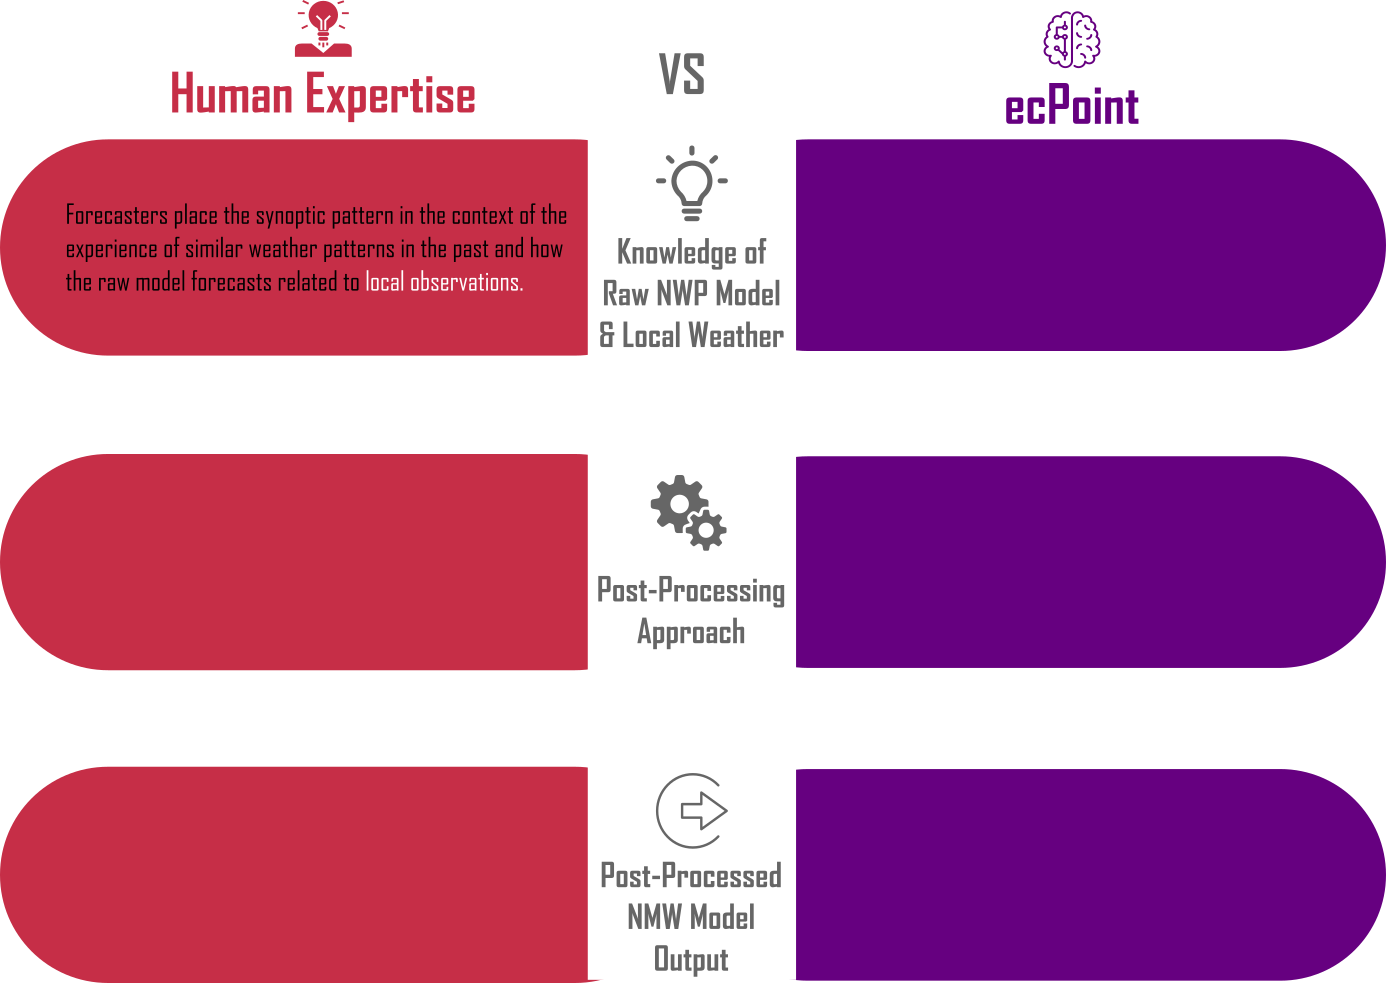 Human Expertise
VS
ecPoint
Forecasters place the synoptic pattern in the context of the
experience of similar weather patterns in the past and how
the raw model forecasts related to local observations.
Knowledge of
Raw NWP Model
& Local Weather
Post-Processing
Approach
Post-Processed
NMW Model
Output